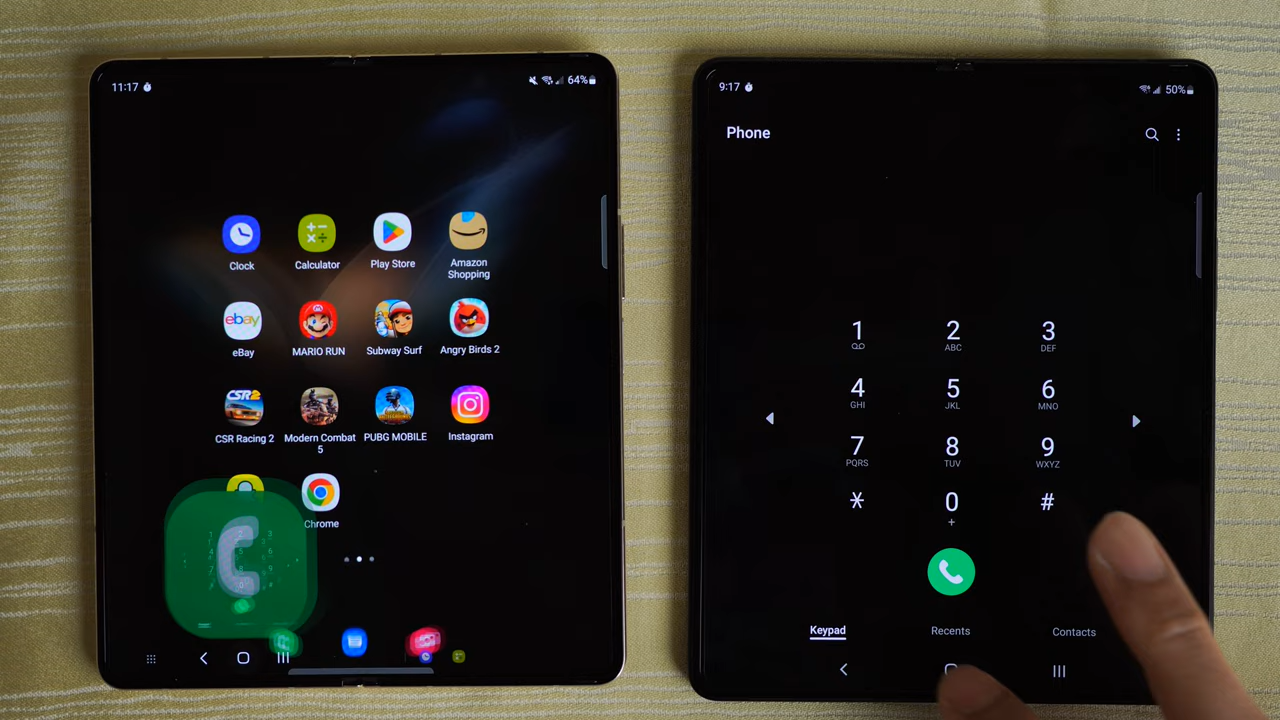 11:17
64%
Clock
Calculator
Play Store
Amazon
Shopping
ebay
eBay
MARIO RUN
Subway Surf
Angry Birds 2
CSR2
CSR Racing 2
Modern Combat
5
PUBG MOBILE
Instagram
Chrome
9:17
50%
Phone
1
2
ABC
3
DEF
4
GHI
5
JKL
6
MNO
7
PQRS
8
TUV
9
WXYZ
*
0
+
#
Keypad
Recents
Contacts